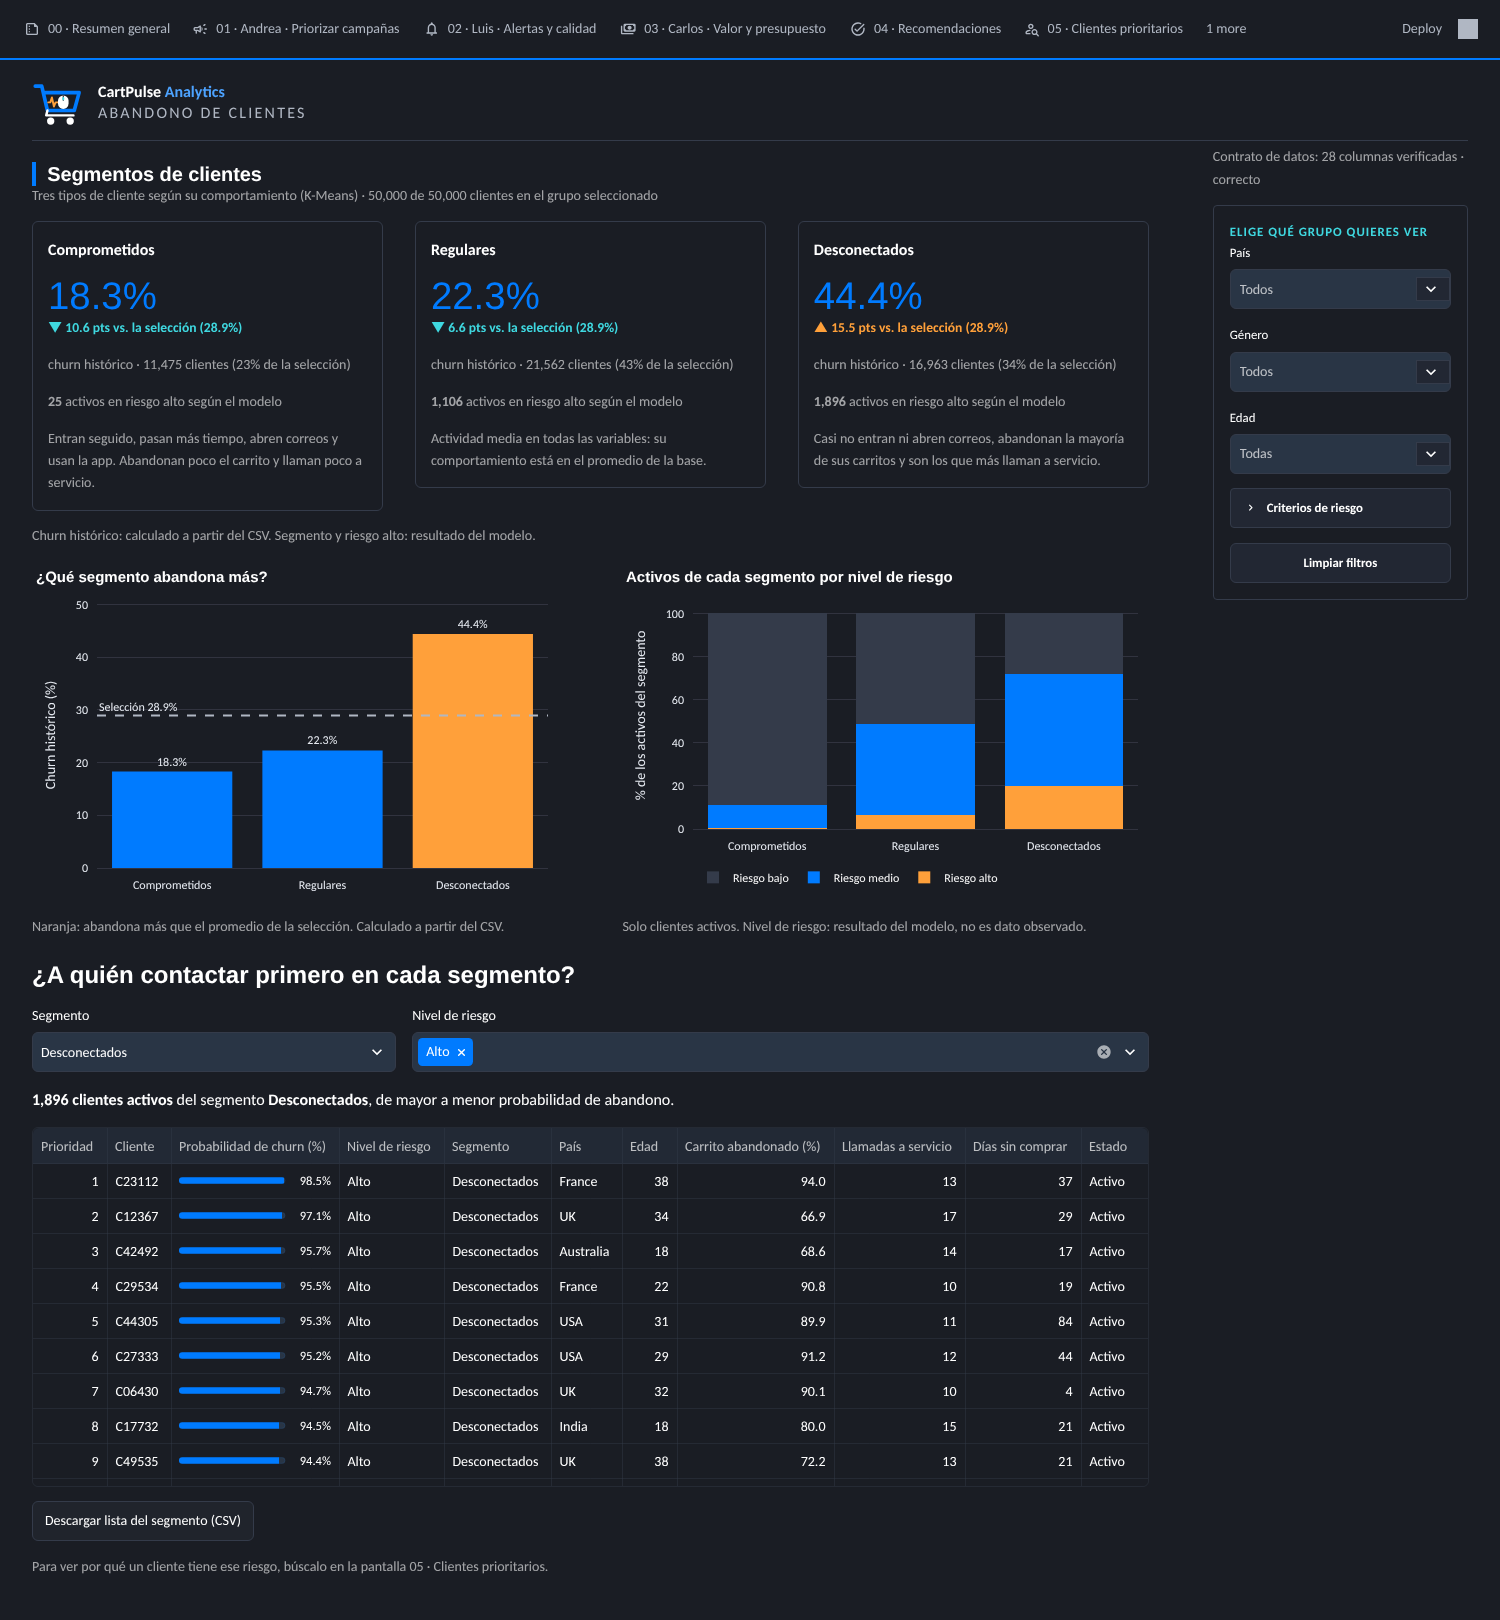 00 · Resumen general
01 · Andrea · Priorizar campañas
02 · Luis · Alertas y calidad
03 · Carlos · Valor y presupuesto
04 · Recomendaciones
05 · Clientes prioritarios
1 more
Deploy
CartPulse Analytics
ABANDONO DE CLIENTES
Segmentos de clientes
Tres tipos de cliente según su comportamiento (K-Means) · 50,000 de 50,000 clientes en el grupo seleccionado
Comprometidos
18.3%
▼ 10.6 pts vs. la selección (28.9%)
churn histórico · 11,475 clientes (23% de la selección)
25 activos en riesgo alto según el modelo
Entran seguido, pasan más tiempo, abren correos y
usan la app. Abandonan poco el carrito y llaman poco a
servicio.
Regulares
22.3%
▼ 6.6 pts vs. la selección (28.9%)
churn histórico · 21,562 clientes (43% de la selección)
1,106 activos en riesgo alto según el modelo
Actividad media en todas las variables: su
comportamiento está en el promedio de la base.
Desconectados
44.4%
▲ 15.5 pts vs. la selección (28.9%)
churn histórico · 16,963 clientes (34% de la selección)
1,896 activos en riesgo alto según el modelo
Casi no entran ni abren correos, abandonan la mayoría
de sus carritos y son los que más llaman a servicio.
Churn histórico: calculado a partir del CSV. Segmento y riesgo alto: resultado del modelo.
Contrato de datos: 28 columnas verificadas ·
correcto
ELIGE QUÉ GRUPO QUIERES VER
País
Todos
Género
Todos
Edad
Todas
Criterios de riesgo
Limpiar filtros
¿Qué segmento abandona más?
Churn histórico (%)
50
40
30
20
10
0
Selección 28.9%
18.3%
22.3%
44.4%
Comprometidos
Regulares
Desconectados
Naranja: abandona más que el promedio de la selección. Calculado a partir del CSV.
Activos de cada segmento por nivel de riesgo
% de los activos del segmento
100
80
60
40
20
0
Comprometidos
Regulares
Desconectados
Riesgo bajo
Riesgo medio
Riesgo alto
Solo clientes activos. Nivel de riesgo: resultado del modelo, no es dato observado.
¿A quién contactar primero en cada segmento?
Segmento
Desconectados
Nivel de riesgo
Alto
1,896 clientes activos del segmento Desconectados, de mayor a menor probabilidad de abandono.
Prioridad Cliente Probabilidad de churn (%) Nivel de riesgo Segmento País Edad Carrito abandonado (%) Llamadas a servicio Días sin comprar Estado
1 C23112 98.5% Alto Desconectados France 38 94.0 13 37 Activo
2 C12367 97.1% Alto Desconectados UK 34 66.9 17 29 Activo
3 C42492 95.7% Alto Desconectados Australia 18 68.6 14 17 Activo
4 C29534 95.5% Alto Desconectados France 22 90.8 10 19 Activo
5 C44305 95.3% Alto Desconectados USA 31 89.9 11 84 Activo
6 C27333 95.2% Alto Desconectados USA 29 91.2 12 44 Activo
7 C06430 94.7% Alto Desconectados UK 32 90.1 10 4 Activo
8 C17732 94.5% Alto Desconectados India 18 80.0 15 21 Activo
9 C49535 94.4% Alto Desconectados UK 38 72.2 13 21 Activo
Descargar lista del segmento (CSV)
Para ver por qué un cliente tiene ese riesgo, búscalo en la pantalla 05 · Clientes prioritarios.